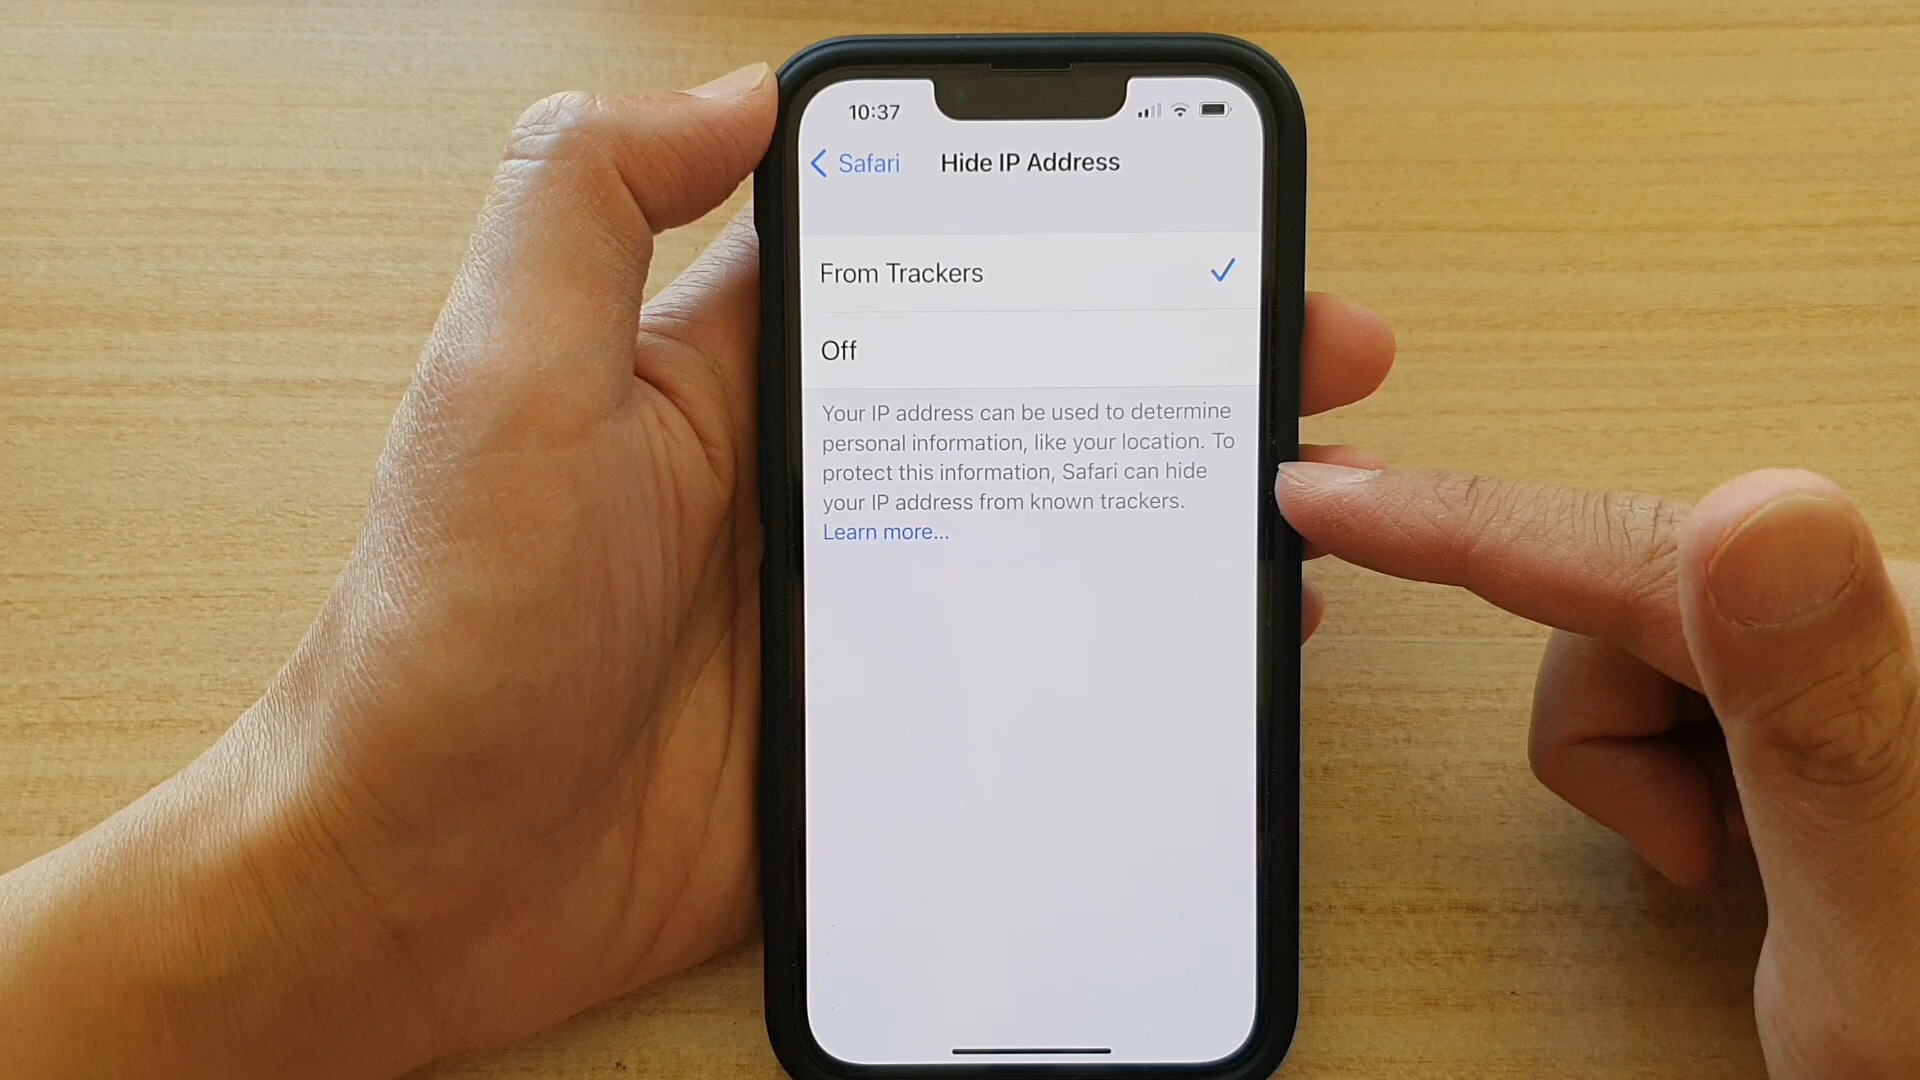 10:37
Safari
Hide IP Address
From Trackers
Off
Your IP address can be used to determine
personal information, like your location. To
protect this information, Safari can hide
your IP address from known trackers.
Learn more...